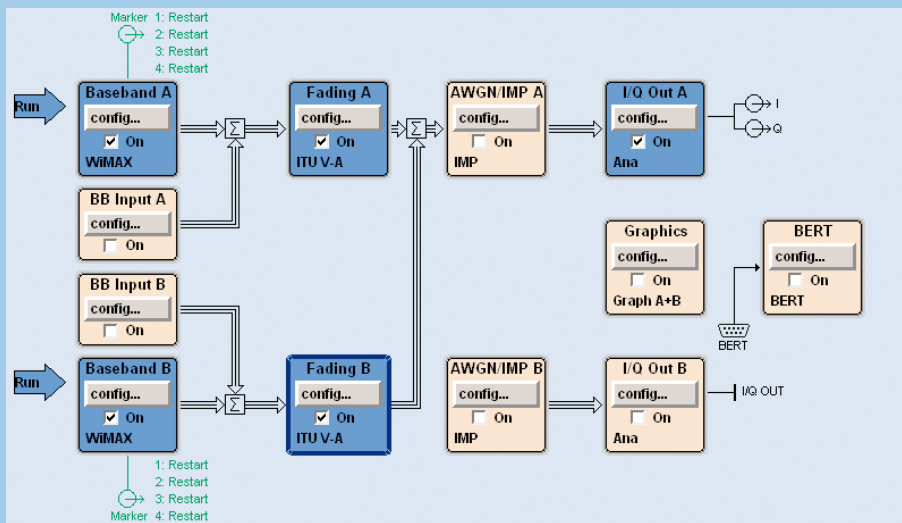 Marker 1: Restart
2: Restart
3: Restart
4: Restart
Run
Baseband A
config...
On
WiMAX
Σ
Fading A
config...
On
ITU V-A
Σ
AWGN/IMP A
config...
On
IMP
I/Q Out A
config...
On
Ana
I
Q
BB Input A
config...
On
Graphics
config...
On
Graph A+B
BERT
config...
On
BERT
BERT
BB Input B
config...
On
Run
Baseband B
config...
On
WiMAX
Σ
Fading B
config...
On
ITU V-A
AWGN/IMP B
config...
On
IMP
I/Q Out B
config...
On
Ana
I/Q OUT
1: Restart
2: Restart
3: Restart
Marker 4: Restart